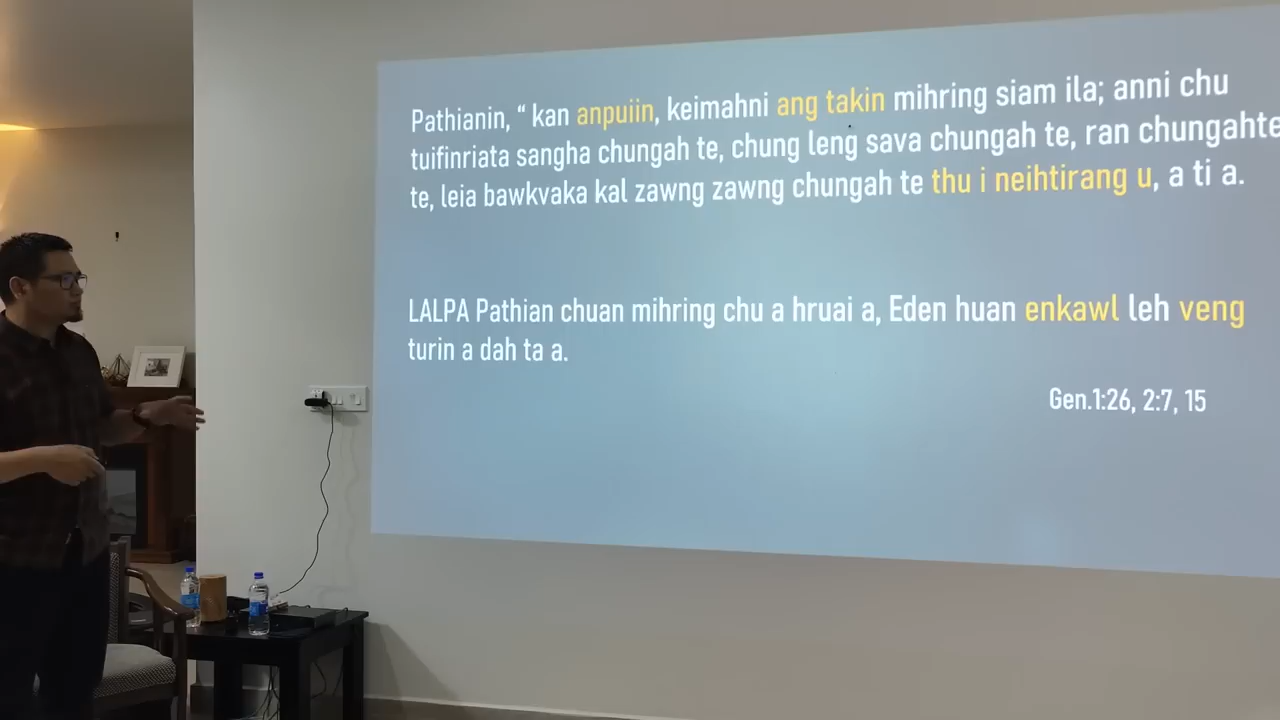 Pathianin, “ kan anpuiin, keimahni ang takin mihring siam ila; anni chu
tuifinriata sangha chungah te, chung leng sava chungah te, ran chungahte
te, leia bawkvaka kal zawng zawng chungah te thu i neihtirang u, a ti a.
LALPA Pathian chuan mihring chu a hruai a, Eden huan enkawl leh veng
turin a dah ta a.
Gen.1:26, 2:7, 15